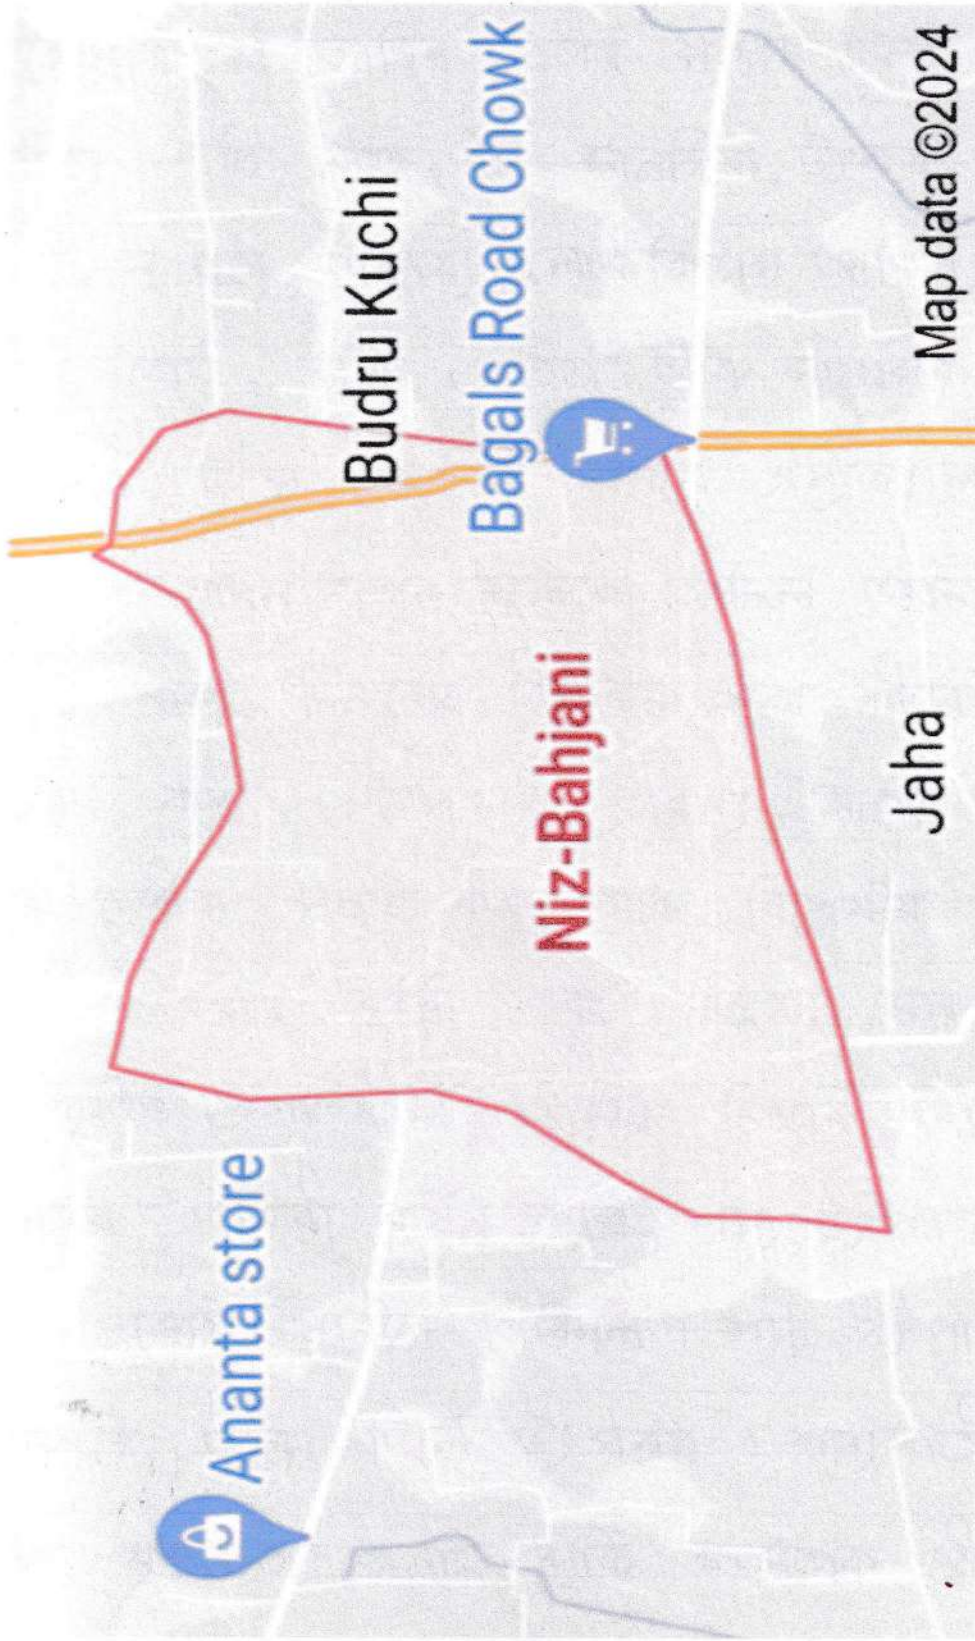 Ananta store
Budru Kuchi
Bagals Road Chowk
Niz-Bahjani
Jaha
Map data ©2024